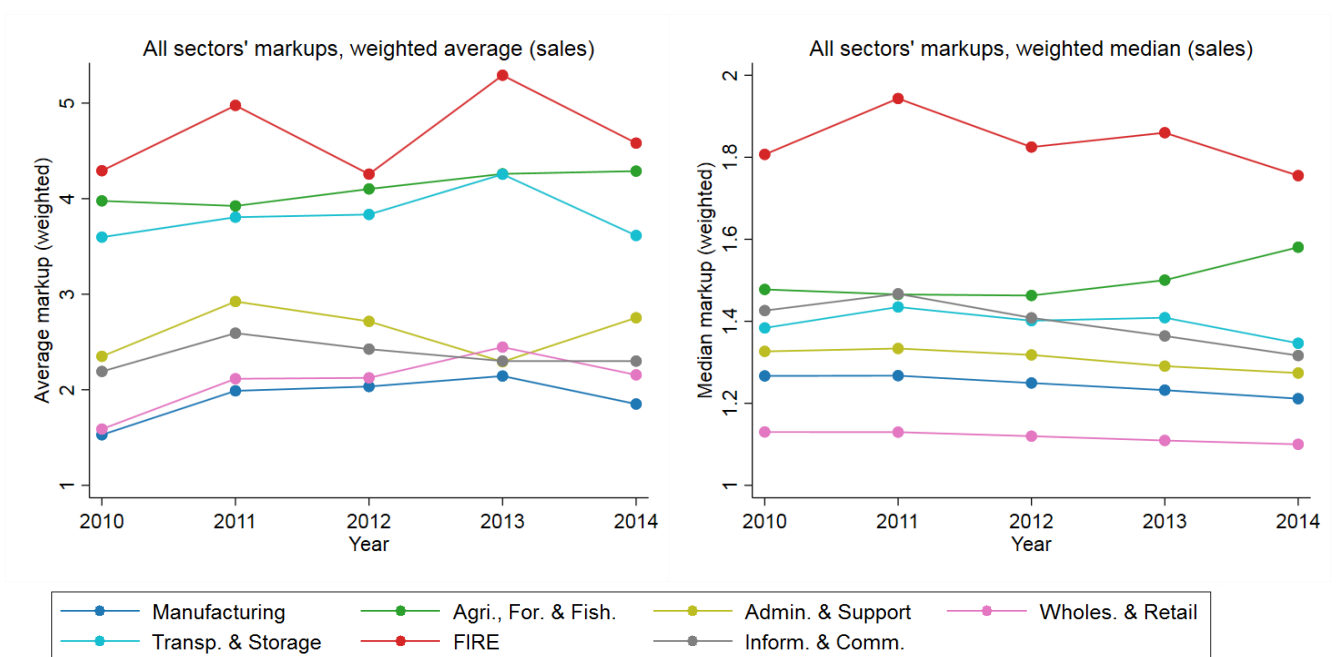 All sectors' markups, weighted average (sales)
Average markup (weighted)
5
4
3
2
1
2010 2011 2012 2013 2014
Year
All sectors' markups, weighted median (sales)
Median markup (weighted)
2
1.8
1.6
1.4
1.2
1
2010 2011 2012 2013 2014
Year
Manufacturing Agri., For. & Fish. Admin. & Support Wholes. & Retail
Transp. & Storage FIRE Inform. & Comm.